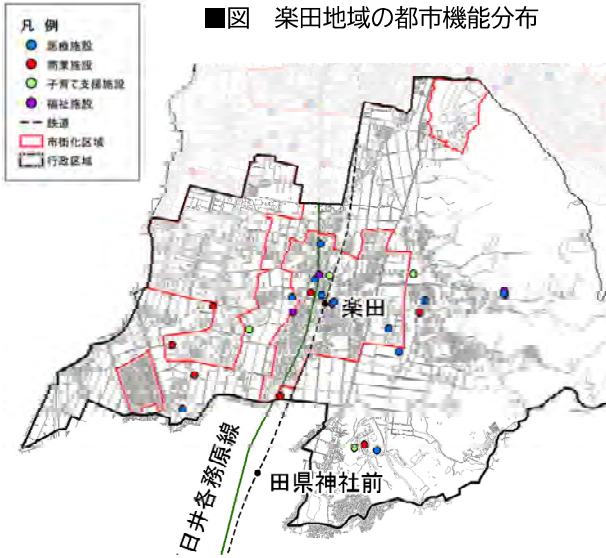 ■図 楽田地域の都市機能分布
凡 例
医療施設
商業施設
子育て支援施設
福祉施設
鉄道
市街化区域
行政区域
楽田
田県神社前
日井各務原線